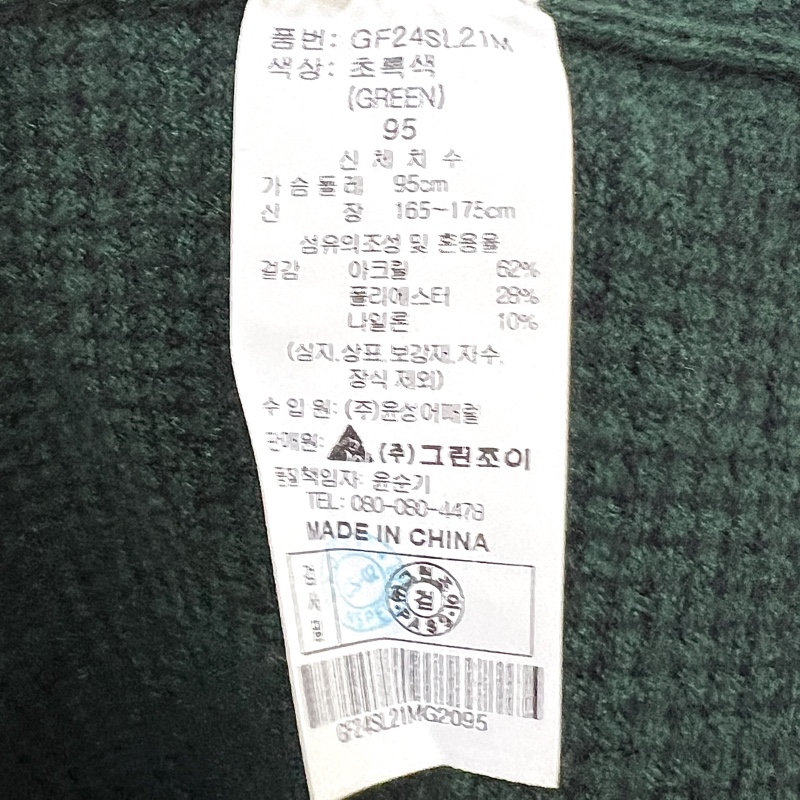 품번: GF24SL21M
색상: 초록색
(GREEN)
95
신 체 치 수
가슴둘레 95cm
신 장 165~175cm
섬유의조성 및 혼용율
겉감 아크릴 62%
폴리에스터 28%
나일론 10%
(심지,상표,보강재,자수,
장식 제외)
수입원: (주)윤성어패럴
판매원: (주)그린조이
품질책임자: 윤순기
TEL: 080-080-4478
MADE IN CHINA
검
GF24SL21MG2095